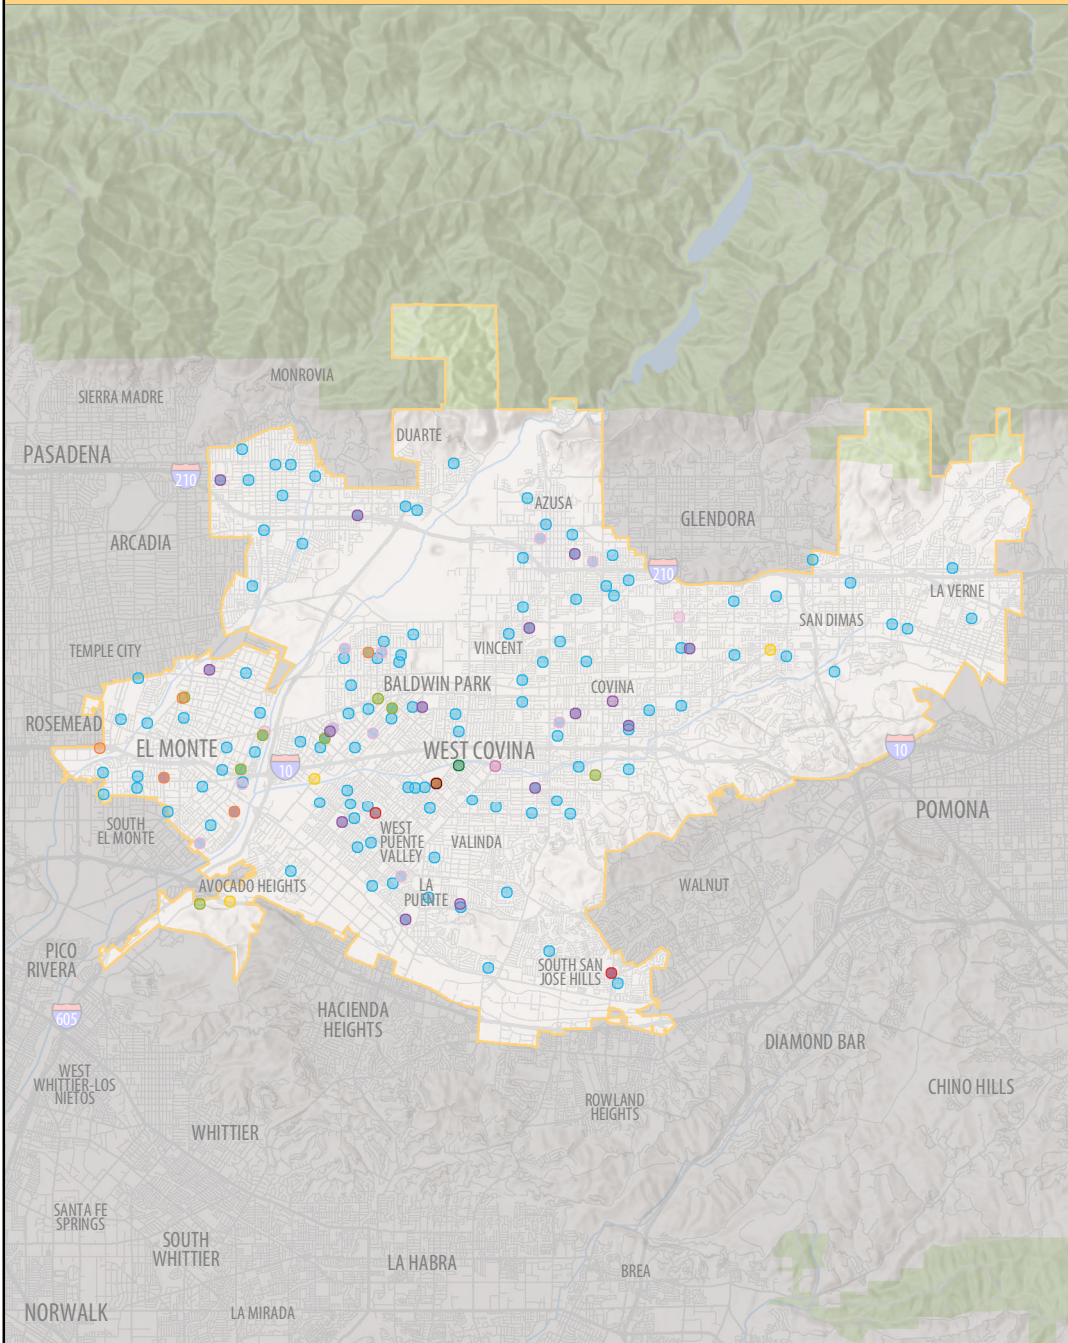 MONROVIA
SIERRA MADRE
DUARTE
PASADENA
210
AZUSA
GLENDORA
ARCADIA
210
LA VERNE
SAN DIMAS
TEMPLE CITY
VINCENT
BALDWIN PARK
COVINA
ROSEMEAD
EL MONTE
WEST COVINA
10
10
POMONA
SOUTH
EL MONTE
WEST
PUENTE
VALLEY
VALINDA
AVOCADO HEIGHTS
LA
PUENTE
WALNUT
PICO
RIVERA
SOUTH SAN
JOSE HILLS
605
HACIENDA
HEIGHTS
DIAMOND BAR
WEST
WHITTIER-LOS
NIETOS
CHINO HILLS
ROWLAND
HEIGHTS
WHITTIER
SANTA FE
SPRINGS
SOUTH
WHITTIER
LA HABRA
BREA
NORWALK
LA MIRADA